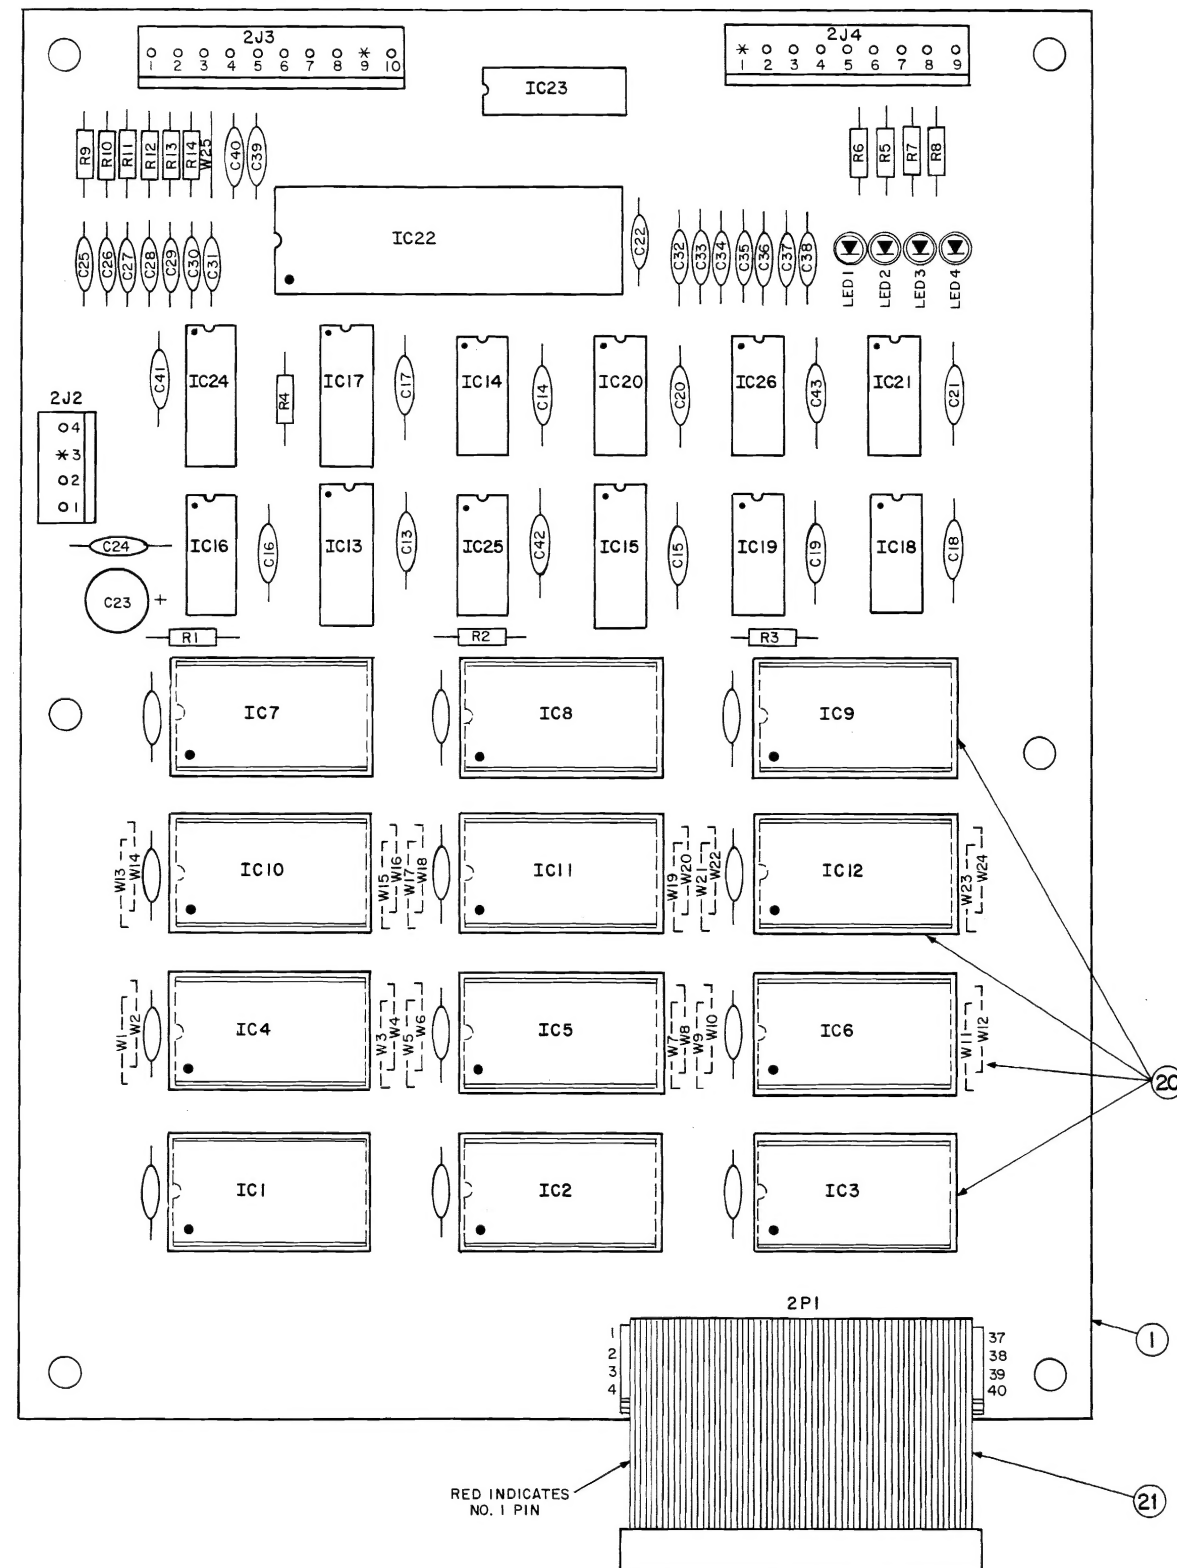 2J3
1 2 3 4 5 6 7 8 * 9 10
2J4
* 1 2 3 4 5 6 7 8 9
IC23
R9 R10 R11 R12 R13 R14 W25 C40 C39
R6 R5 R7 R8
IC22
C25 C26 C27 C28 C29 C30 C31
C22 C32 C33 C34 C35 C36 C37 C38
LED1 LED2 LED3 LED4
C41 IC24 R4 IC17 C17 IC14 C14 IC20 C20 IC26 C43 IC21 C21
2J2
4
*3
2
1
IC16 C16 IC13 C13 IC25 C42 IC15 C15 IC19 C19 IC18 C18
C24
C23 +
R1 R2 R3
IC7 IC8 IC9
W13 W14 IC10 W15 W16 W17 W18 IC11 W19 W20 W21 W22 IC12 W23 W24
W1 W2 IC4 W3 W4 W5 W6 IC5 W7 W8 W9 W10 IC6 W11 W12
20
IC1 IC2 IC3
2P1
1 37
2 38
3 39
4 40
1
RED INDICATES
NO. 1 PIN
21